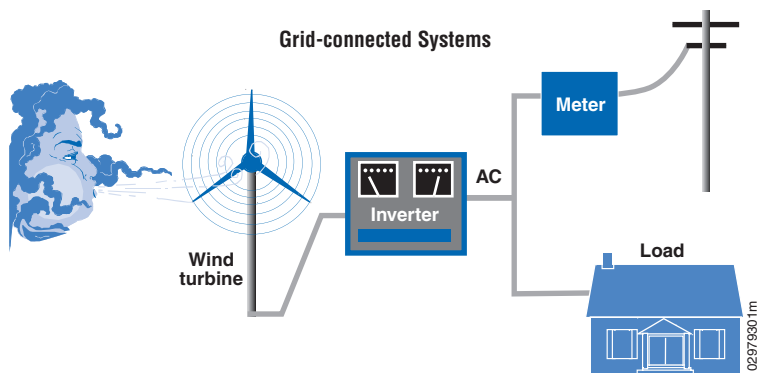 Grid-connected Systems
Meter
AC
Inverter
Wind
turbine
Load
02979301m